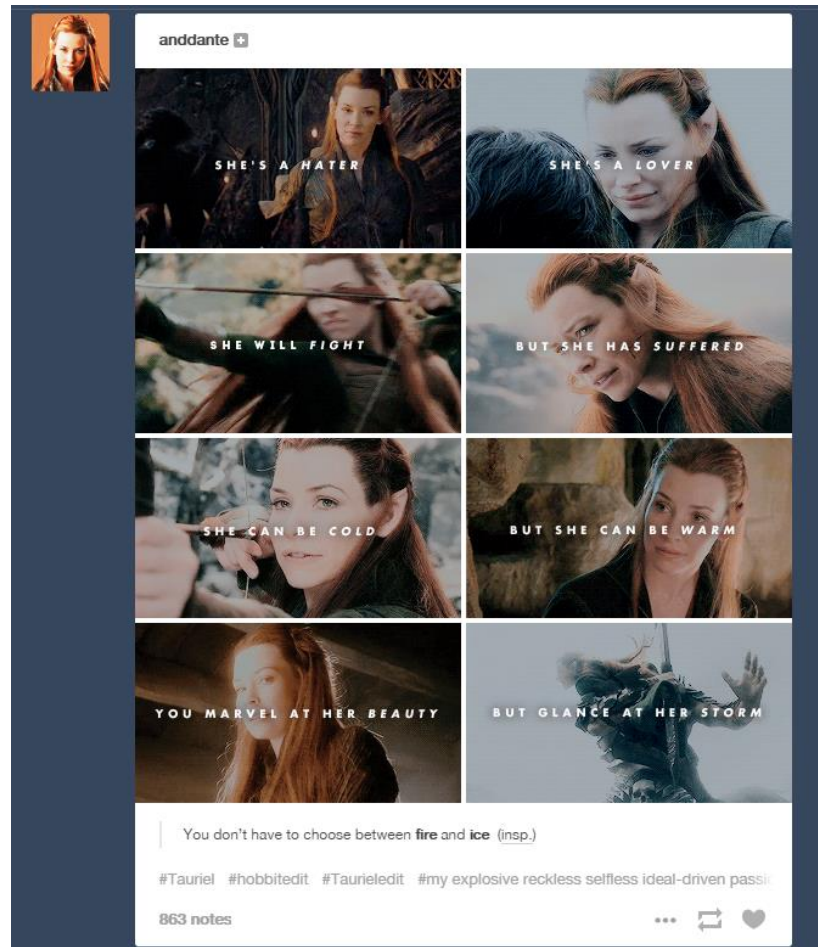 anddante
SHE'S A HATER
SHE'S A LOVER
SHE WILL FIGHT
BUT SHE HAS SUFFERED
SHE CAN BE COLD
BUT SHE CAN BE WARM
YOU MARVEL AT HER BEAUTY
BUT GLANCE AT HER STORM
You don't have to choose between fire and ice (insp.)
#Tauriel #hobbitedit #Taurieledit #my explosive reckless selfless ideal-driven passi
863 notes